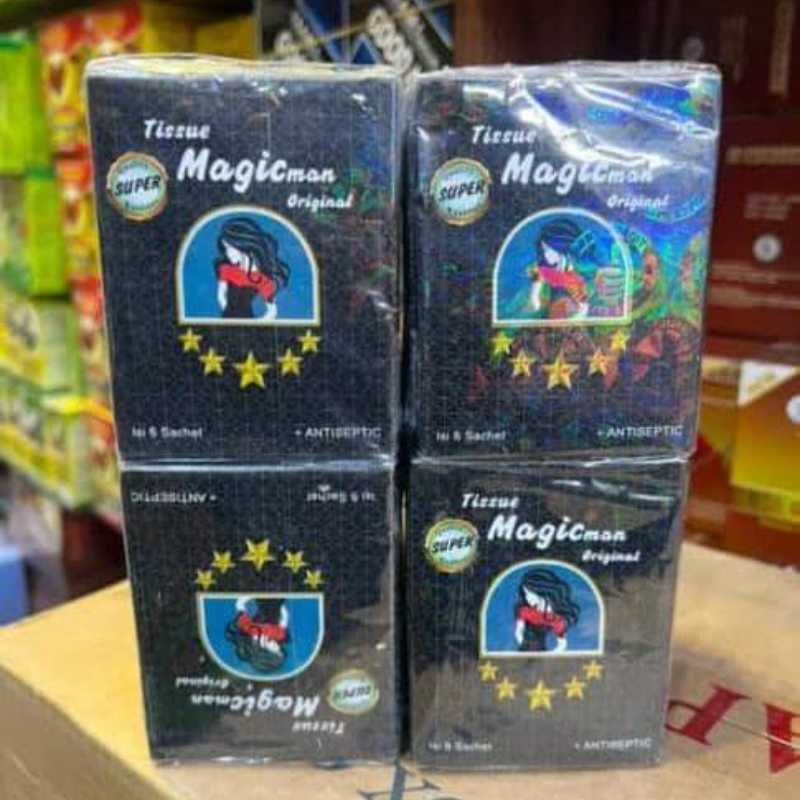 Tissue
Magicman
Original
SUPER
Isi 6 Sachet
+ ANTISEPTIC
Tissue
Magicman
Original
SUPER
Isi 6 Sachet
+ ANTISEPTIC
+ ANTISEPTIC
Isi 6 Sachet
SUPER
Original
Magicman
Tissue
Tissue
Magicman
Original
SUPER
Isi 6 Sachet
+ ANTISEPTIC